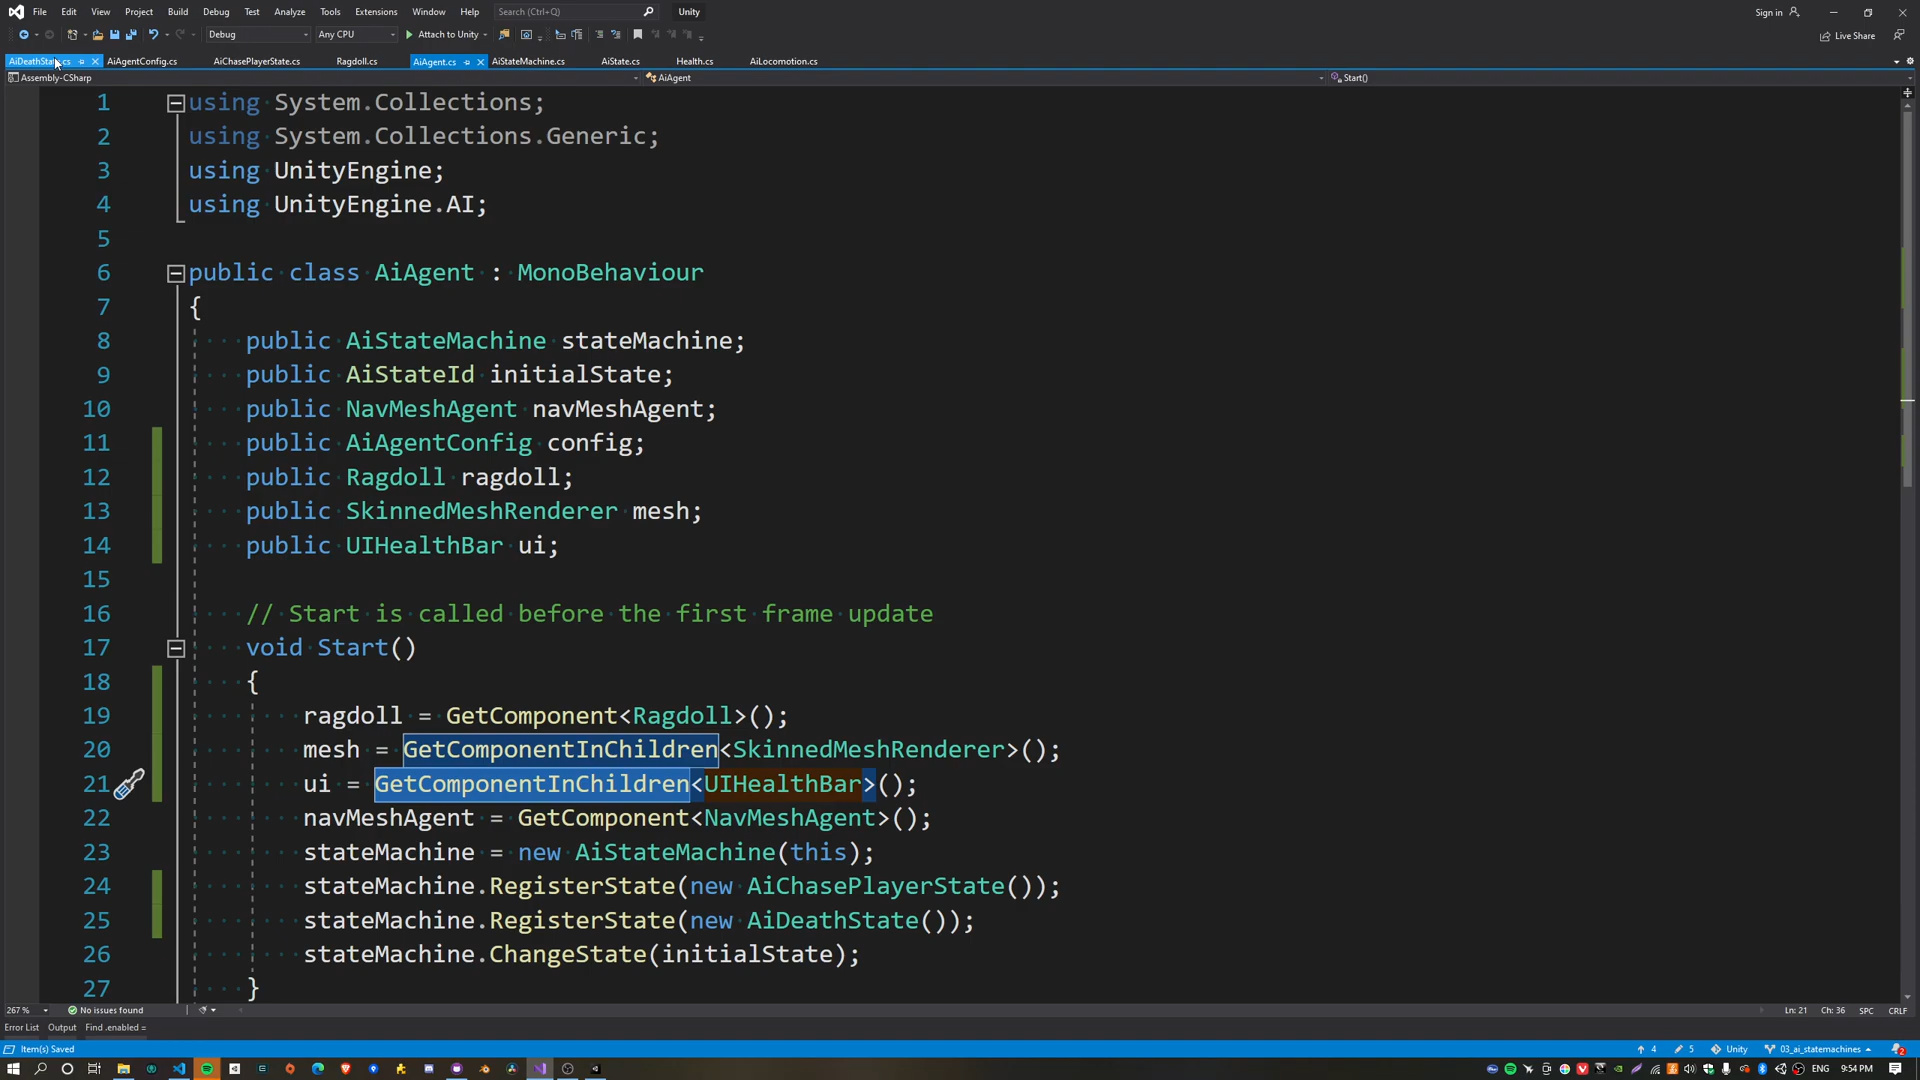 File Edit View Project Build Debug Test Analyze Tools Extensions Window Help Search (Ctrl+Q) Unity Sign in
Debug Any CPU Attach to Unity Live Share
AiDeathState.cs AiAgentConfig.cs AiChasePlayerState.cs Ragdoll.cs AiAgent.cs AiStateMachine.cs AiState.cs Health.cs AiLocomotion.cs
Assembly-CSharp AiAgent Start()
1 using System.Collections;
2 using System.Collections.Generic;
3 using UnityEngine;
4 using UnityEngine.AI;
5
6 public class AiAgent : MonoBehaviour
7 {
8 public AiStateMachine stateMachine;
9 public AiStateId initialState;
10 public NavMeshAgent navMeshAgent;
11 public AiAgentConfig config;
12 public Ragdoll ragdoll;
13 public SkinnedMeshRenderer mesh;
14 public UIHealthBar ui;
15
16 // Start is called before the first frame update
17 void Start()
18 {
19 ragdoll = GetComponent<Ragdoll>();
20 mesh = GetComponentInChildren<SkinnedMeshRenderer>();
21 ui = GetComponentInChildren<UIHealthBar>();
22 navMeshAgent = GetComponent<NavMeshAgent>();
23 stateMachine = new AiStateMachine(this);
24 stateMachine.RegisterState(new AiChasePlayerState());
25 stateMachine.RegisterState(new AiDeathState());
26 stateMachine.ChangeState(initialState);
27 }
267 % No issues found Ln: 21 Ch: 36 SPC CRLF
Error List Output Find .enabled =
Item(s) Saved 4 5 Unity 03_ai_statemachines 2
ENG 9:54 PM